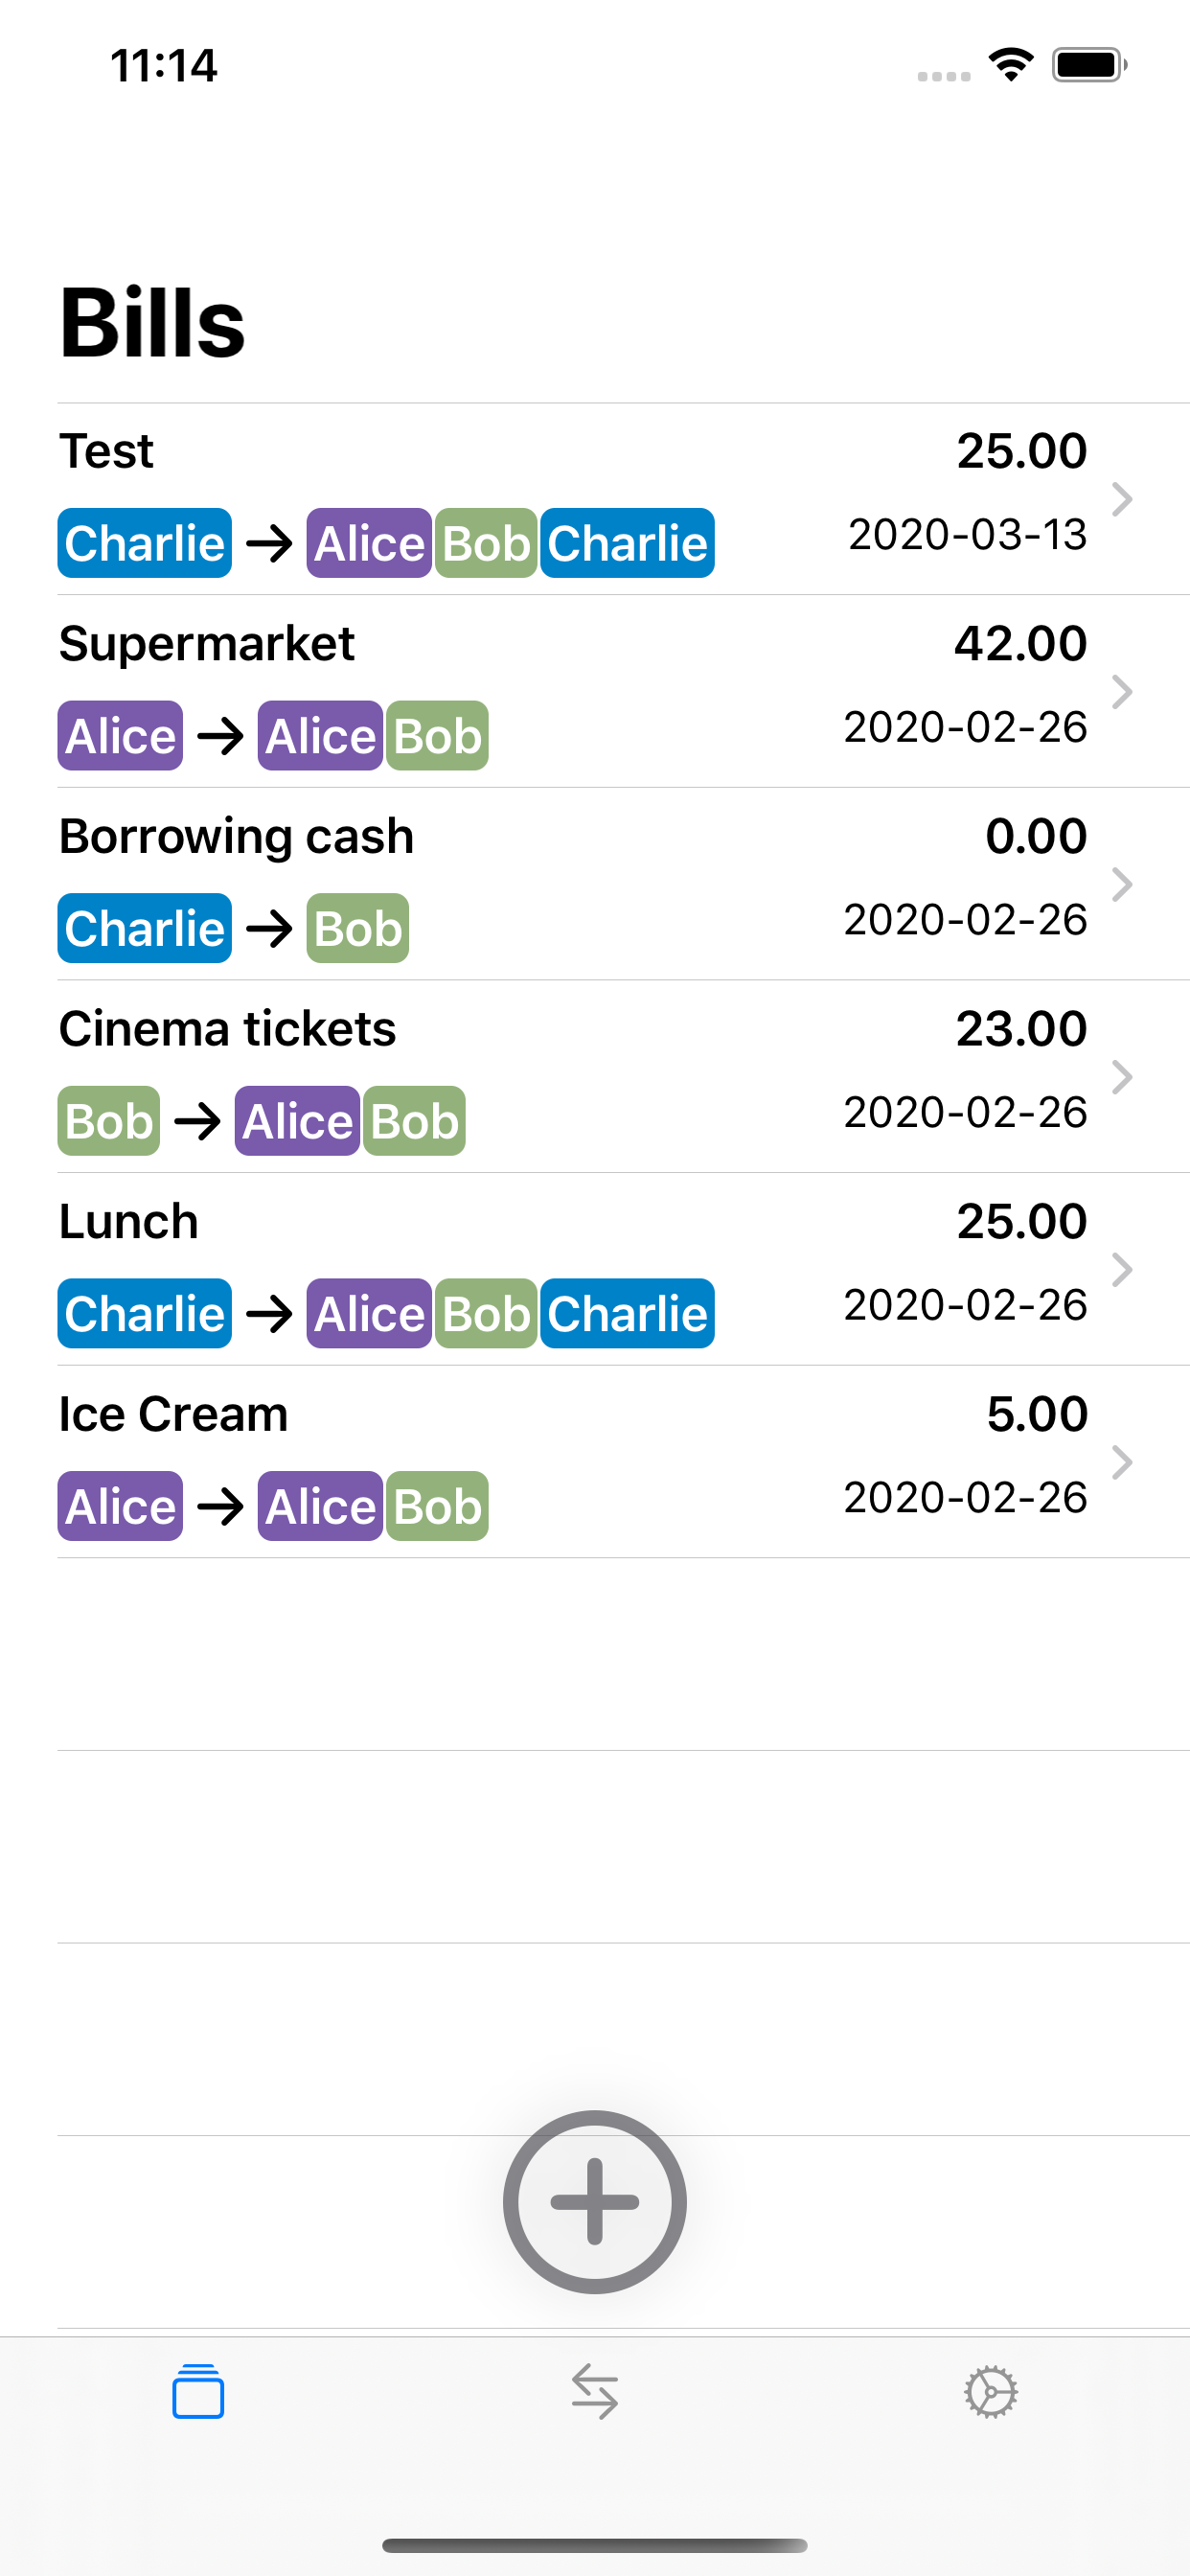 11:14
Bills
Test 25.00
Charlie → Alice Bob Charlie 2020-03-13
Supermarket 42.00
Alice → Alice Bob 2020-02-26
Borrowing cash 0.00
Charlie → Bob 2020-02-26
Cinema tickets 23.00
Bob → Alice Bob 2020-02-26
Lunch 25.00
Charlie → Alice Bob Charlie 2020-02-26
Ice Cream 5.00
Alice → Alice Bob 2020-02-26